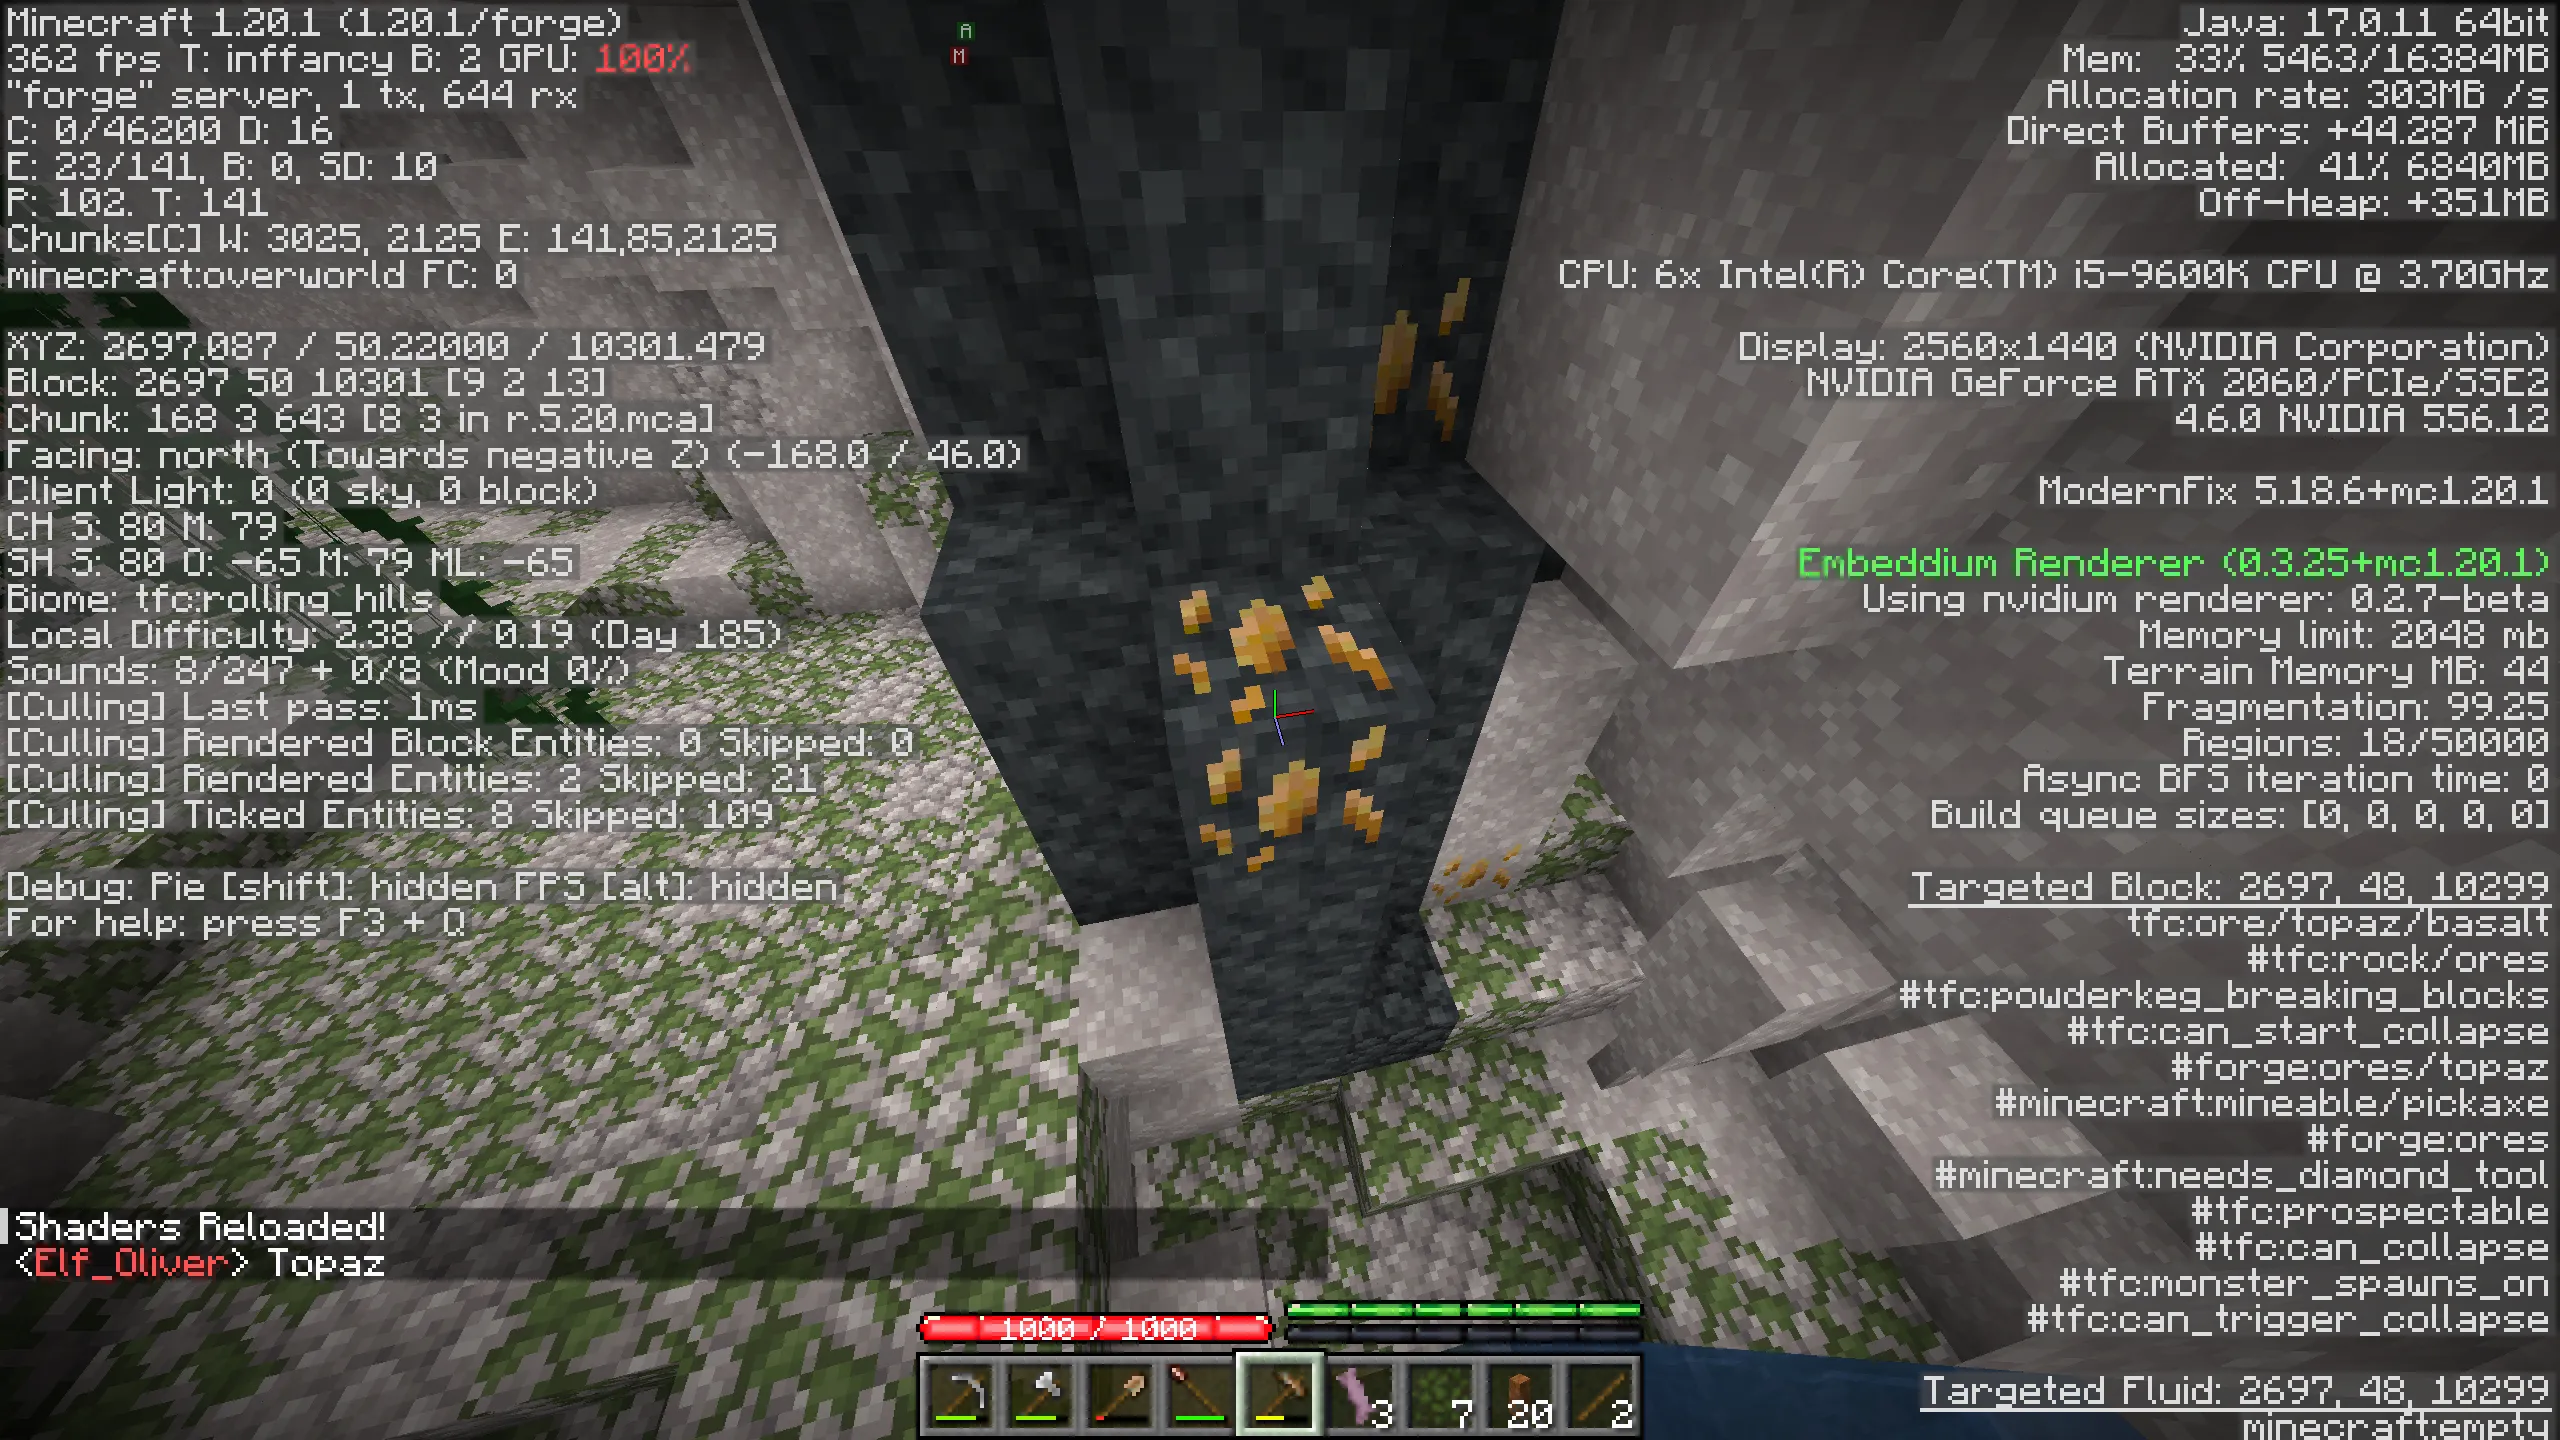 Minecraft 1.20.1 (1.20.1/forge)
362 fps T: inffancy B: 2 GPU: 100%
"forge" server, 1 tx, 644 rx
C: 0/46200 D: 16
E: 23/141, B: 0, SD: 10
P: 102. T: 141
Chunks[C] W: 3025, 2125 E: 141,85,2125
minecraft:overworld FC: 0
XYZ: 2697.087 / 50.22000 / 10301.479
Block: 2697 50 10301 [9 2 13]
Chunk: 168 3 643 [8 3 in r.5.20.mca]
Facing: north (Towards negative Z) (-168.0 / 46.0)
Client Light: 0 (0 sky, 0 block)
CH S: 80 M: 79
SH S: 80 O: -65 M: 79 ML: -65
Biome: tfc:rolling_hills
Local Difficulty: 2.38 // 0.19 (Day 185)
Sounds: 8/247 + 0/8 (Mood 0%)
[Culling] Last pass: 1ms
[Culling] Rendered Block Entities: 0 Skipped: 0
[Culling] Rendered Entities: 2 Skipped: 21
[Culling] Ticked Entities: 8 Skipped: 109
Debug: Pie [shift]: hidden FPS [alt]: hidden
For help: press F3 + Q
A
M
Java: 17.0.11 64bit
Mem: 33% 5463/16384MB
Allocation rate: 303MB /s
Direct Buffers: +44.287 MiB
Allocated: 41% 6840MB
Off-Heap: +351MB
CPU: 6x Intel(R) Core(TM) i5-9600K CPU @ 3.70GHz
Display: 2560x1440 (NVIDIA Corporation)
NVIDIA GeForce RTX 2060/PCIe/SSE2
4.6.0 NVIDIA 556.12
ModernFix 5.18.6+mc1.20.1
Embeddium Renderer (0.3.25+mc1.20.1)
Using nvidium renderer: 0.2.7-beta
Memory limit: 2048 mb
Terrain Memory MB: 44
Fragmentation: 99.25
Regions: 18/50000
Async BFS iteration time: 0
Build queue sizes: [0, 0, 0, 0, 0]
Targeted Block: 2697, 48, 10299
tfc:ore/topaz/basalt
#tfc:rock/ores
#tfc:powderkeg_breaking_blocks
#tfc:can_start_collapse
#forge:ores/topaz
#minecraft:mineable/pickaxe
#forge:ores
#minecraft:needs_diamond_tool
#tfc:prospectable
#tfc:can_collapse
#tfc:monster_spawns_on
#tfc:can_trigger_collapse
Targeted Fluid: 2697, 48, 10299
minecraft:empty
Shaders Reloaded!
<Elf_Oliver> Topaz
1000 / 1000
3 7 20 2